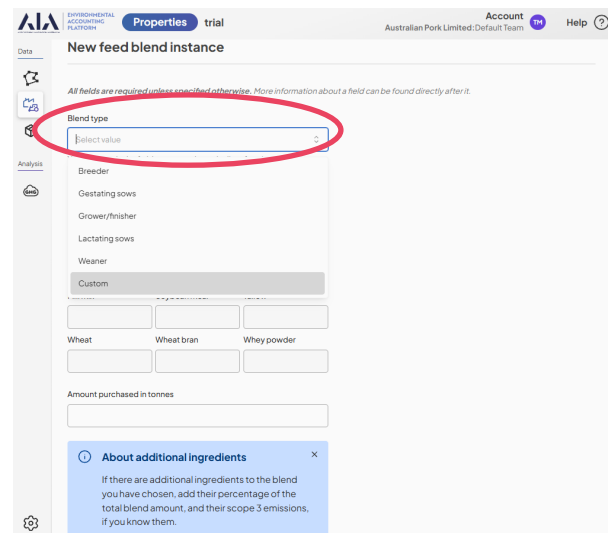 AIA ENVIRONMENTAL ACCOUNTING PLATFORM Properties trial Account Australian Pork Limited:Default Team TM Help ?
Data
New feed blend instance
All fields are required unless specified otherwise. More information about a field can be found directly after it.
Blend type
Select value
Breeder
Analysis
Gestating sows
GHG
Grower/finisher
Lactating sows
Weaner
Custom
Wheat Wheat bran Whey powder
Amount purchased in tonnes
About additional ingredients
If there are additional ingredients to the blend
you have chosen, add their percentage of the
total blend amount, and their scope 3 emissions,
if you know them.